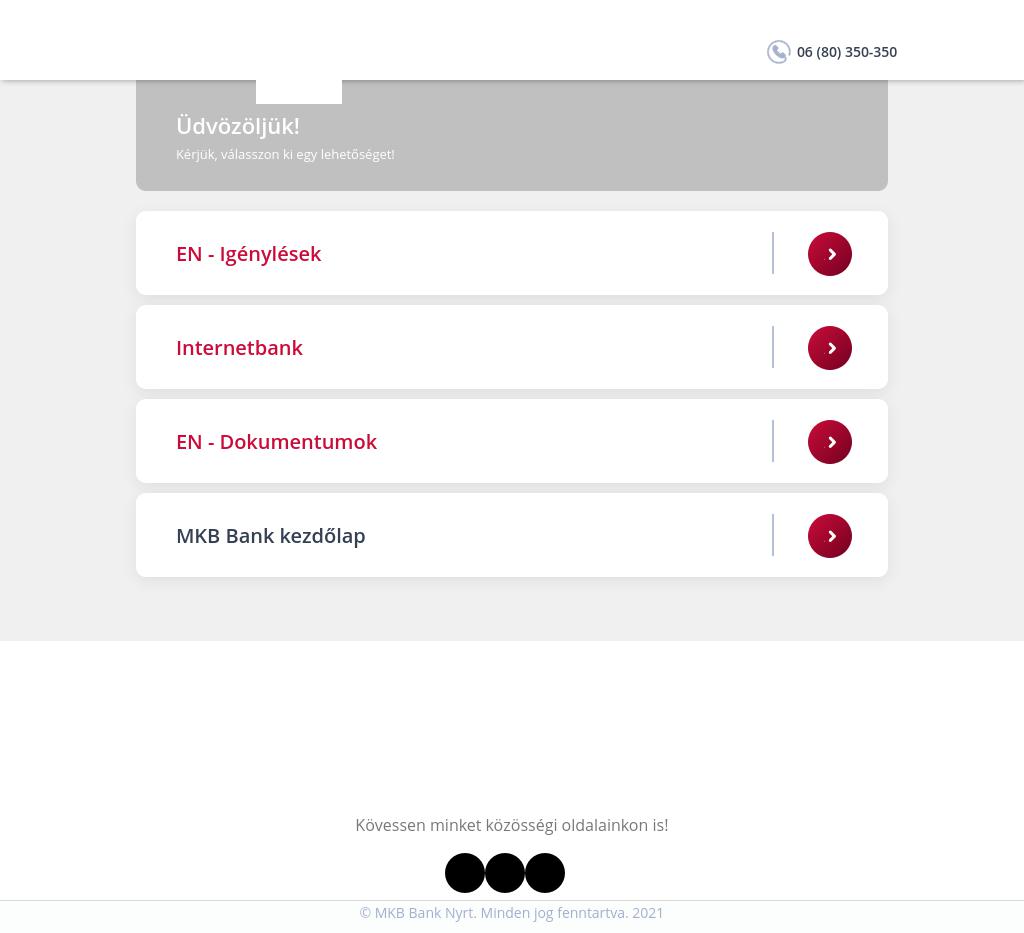 06 (80) 350-350
Üdvözöljük!
Kérjük, válasszon ki egy lehetőséget!
EN - Igénylések
Internetbank
EN - Dokumentumok
MKB Bank kezdőlap
Kövessen minket közösségi oldalainkon is!
© MKB Bank Nyrt. Minden jog fenntartva. 2021